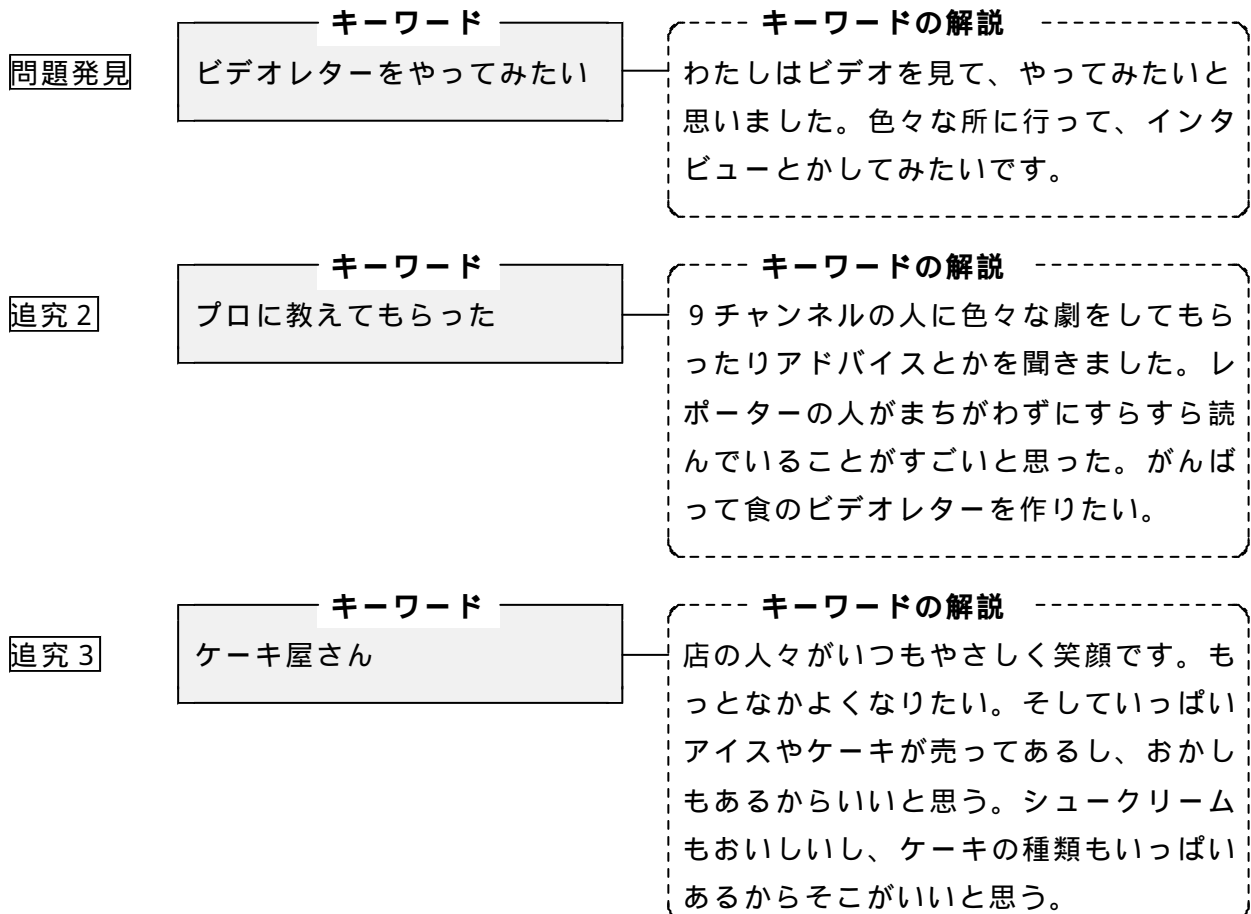 キーワード
キーワードの解説
問題発見
ビデオレターをやってみたい
わたしはビデオを見て、やってみたいと
思いました。色々な所に行って、インタ
ビューとかしてみたいです。
キーワード
キーワードの解説
追究2
プロに教えてもらった
9チャンネルの人に色々な劇をしてもら
ったりアドバイスとかを聞きました。レ
ポーターの人がまちがわずにすらすら読
んでいることがすごいと思った。がんば
って食のビデオレターを作りたい。
キーワード
キーワードの解説
追究3
ケーキ屋さん
店の人々がいつもやさしく笑顔です。も
っとなかよくなりたい。そしていっぱい
アイスやケーキが売ってあるし、おかし
もあるからいいと思う。シュークリーム
もおいしいし、ケーキの種類もいっぱい
あるからそこがいいと思う。